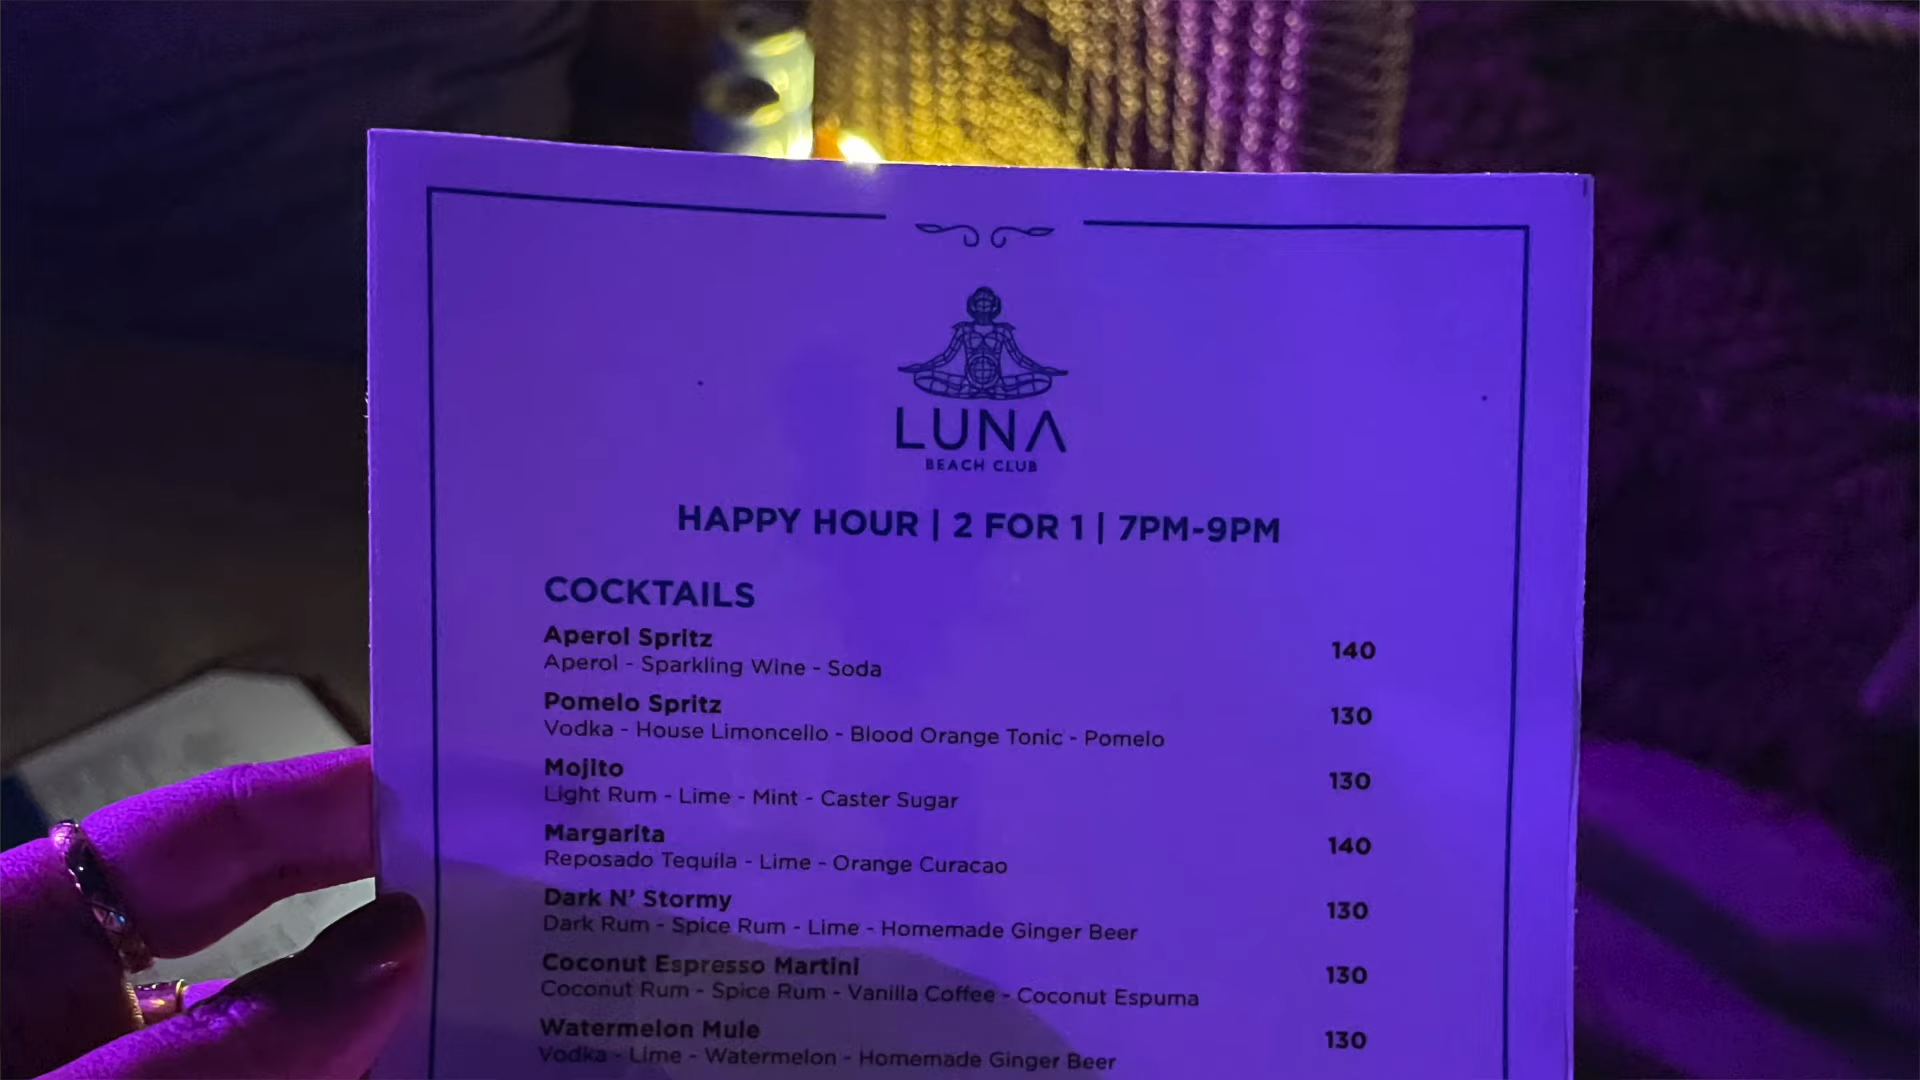 LUNA
BEACH CLUB
HAPPY HOUR | 2 FOR 1 | 7PM-9PM
COCKTAILS
Aperol Spritz 140
Aperol - Sparkling Wine - Soda
Pomelo Spritz 130
Vodka - House Limoncello - Blood Orange Tonic - Pomelo
Mojito 130
Light Rum - Lime - Mint - Caster Sugar
Margarita 140
Reposado Tequila - Lime - Orange Curacao
Dark N' Stormy 130
Dark Rum - Spice Rum - Lime - Homemade Ginger Beer
Coconut Espresso Martini 130
Coconut Rum - Spice Rum - Vanilla Coffee - Coconut Espuma
Watermelon Mule 130
Vodka - Lime - Watermelon - Homemade Ginger Beer